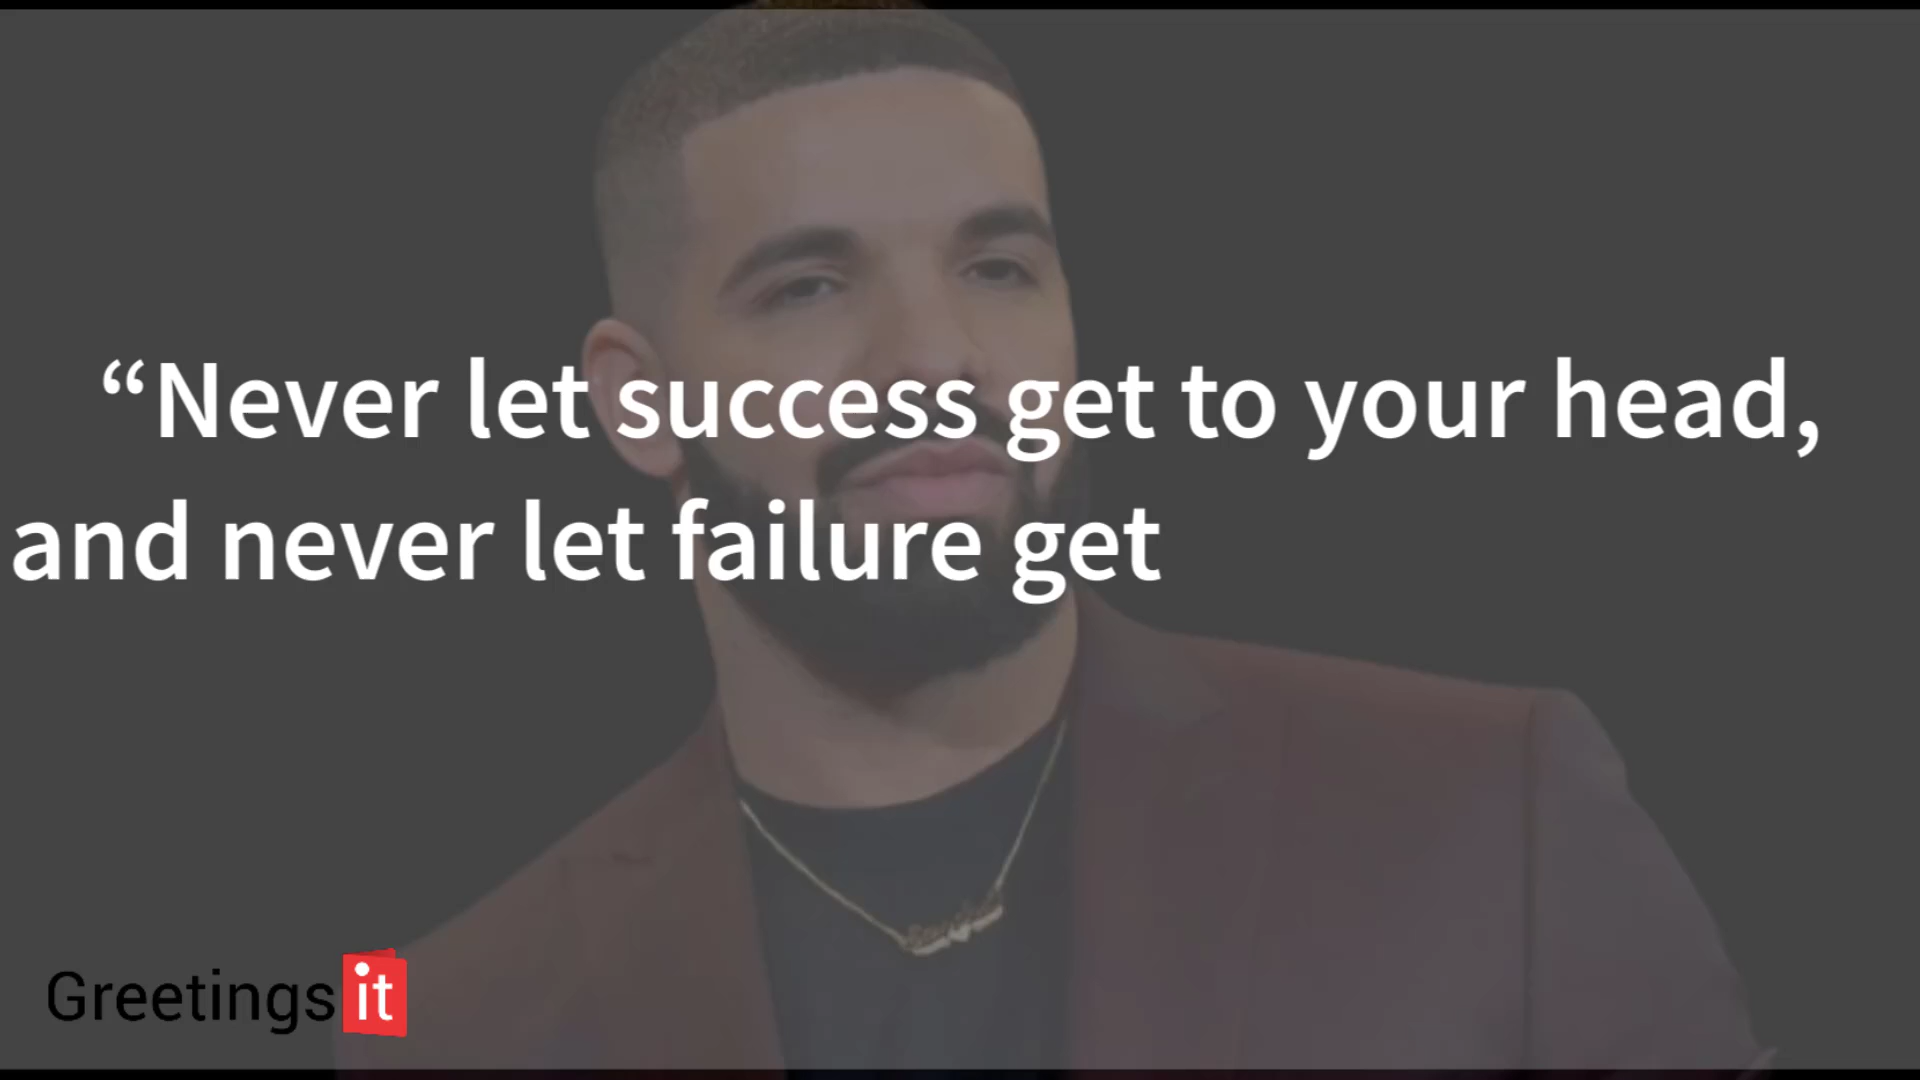 “Never let success get to your head,
and never let failure get
Greetings it